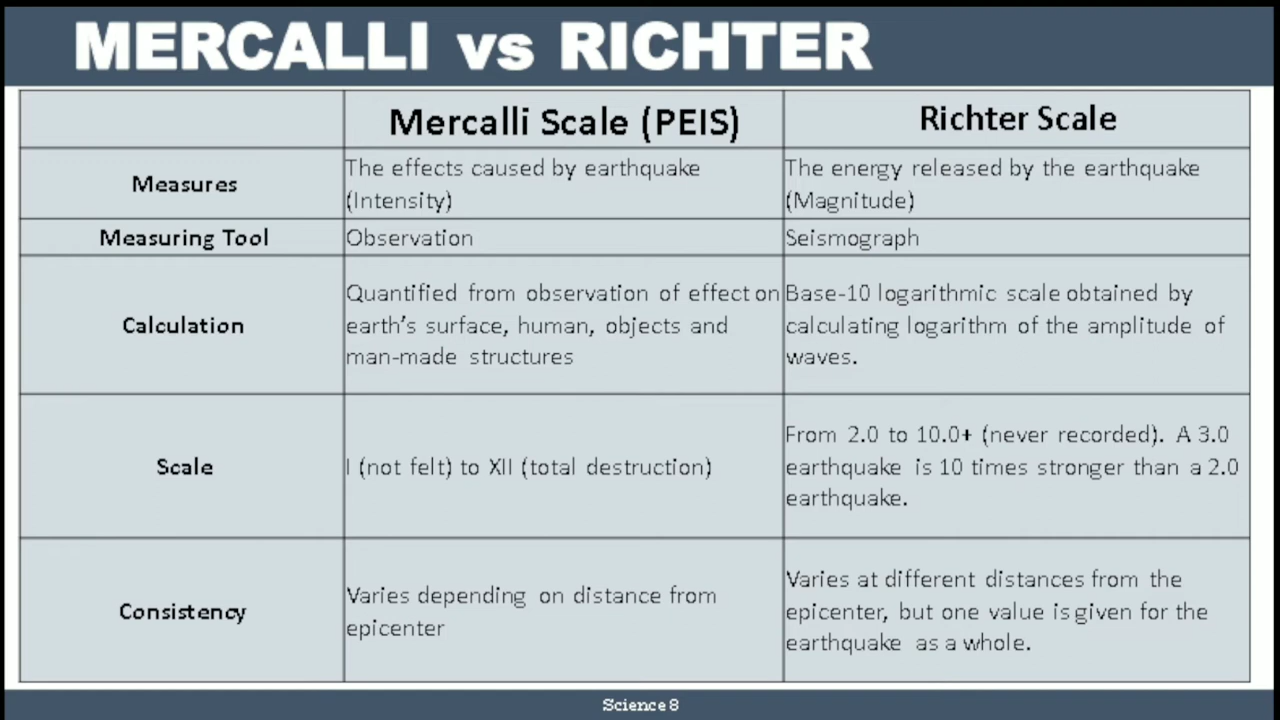 MERCALLI vs RICHTER
Mercalli Scale (PEIS)
Richter Scale
Measures
The effects caused by earthquake
(Intensity)
The energy released by the earthquake
(Magnitude)
Measuring Tool
Observation
Seismograph
Calculation
Quantified from observation of effect on
earth's surface, human, objects and
man-made structures
Base-10 logarithmic scale obtained by
calculating logarithm of the amplitude of
waves.
Scale
I (not felt) to XII (total destruction)
From 2.0 to 10.0+ (never recorded). A 3.0
earthquake is 10 times stronger than a 2.0
earthquake.
Consistency
Varies depending on distance from
epicenter
Varies at different distances from the
epicenter, but one value is given for the
earthquake as a whole.
Science 8